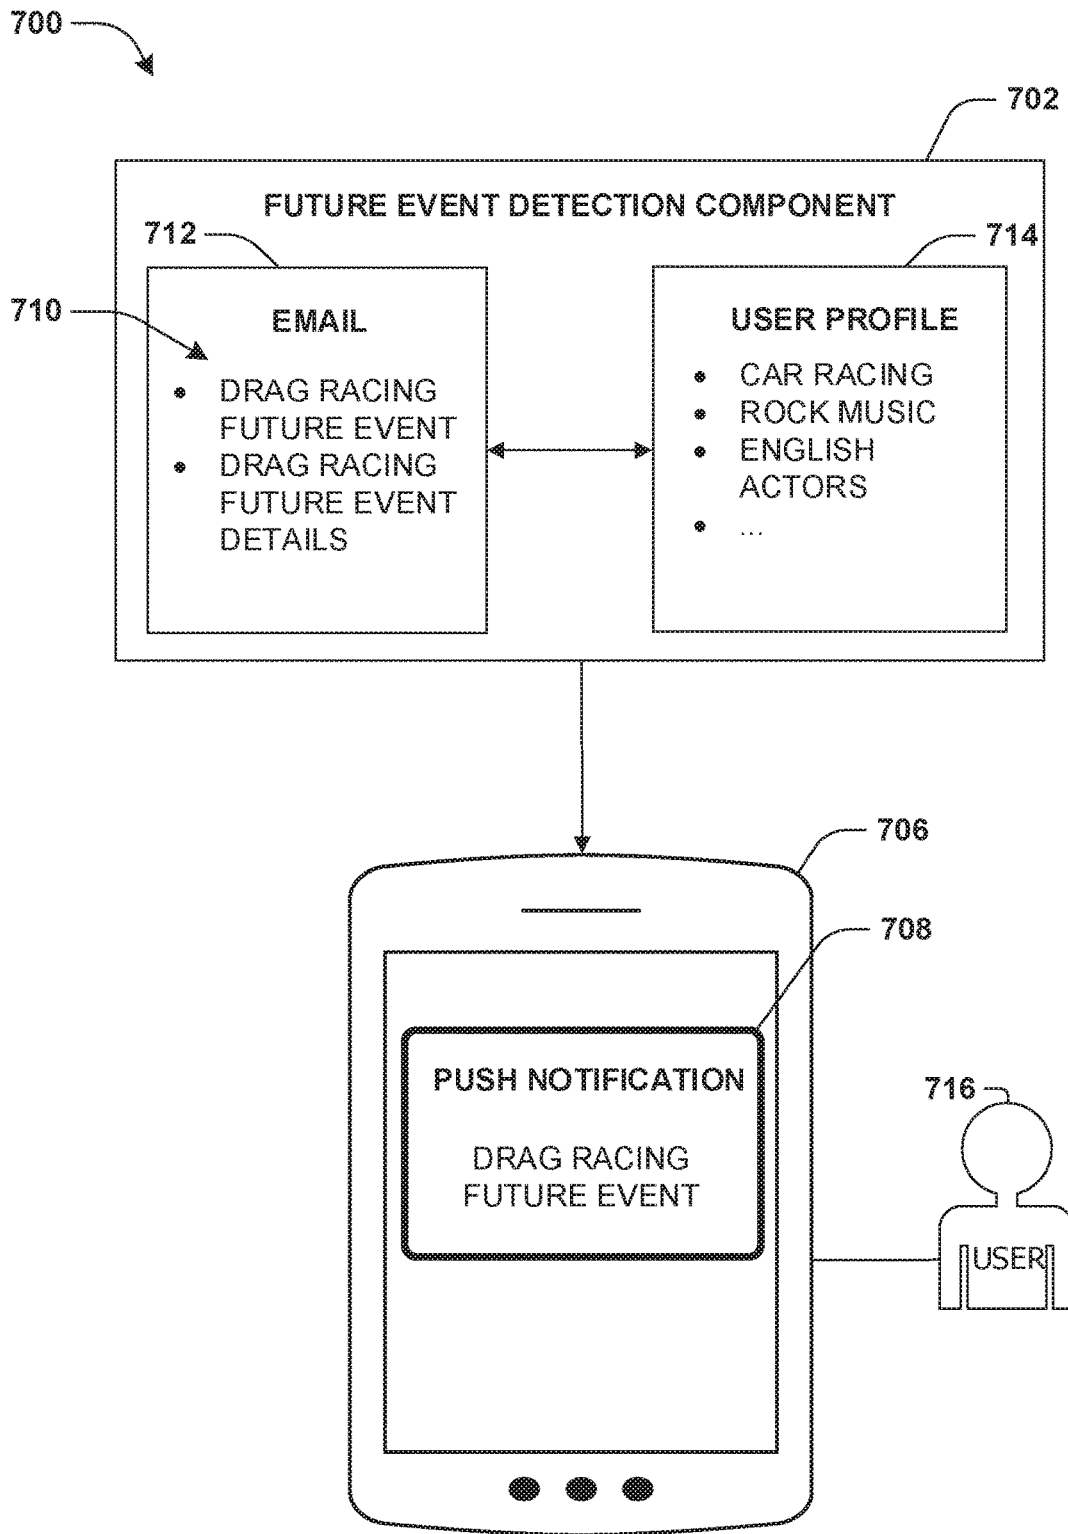 700
702
FUTURE EVENT DETECTION COMPONENT
712
714
710
EMAIL
• DRAG RACING
FUTURE EVENT
• DRAG RACING
FUTURE EVENT
DETAILS
USER PROFILE
• CAR RACING
• ROCK MUSIC
• ENGLISH
ACTORS
• ...
706
708
PUSH NOTIFICATION
DRAG RACING
FUTURE EVENT
716
USER